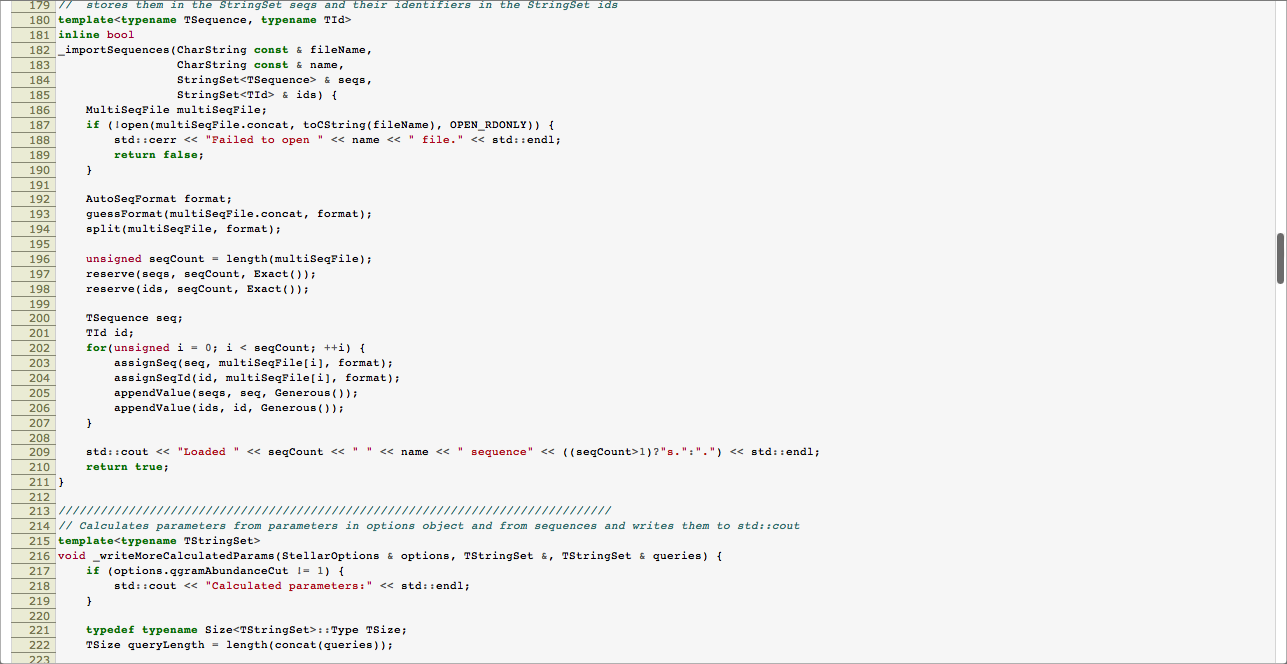 179 //  stores them in the StringSet seqs and their identifiers in the StringSet ids
180 template<typename TSequence, typename TId>
181 inline bool
182 _importSequences(CharString const & fileName,
183                  CharString const & name,
184                  StringSet<TSequence> & seqs,
185                  StringSet<TId> & ids) {
186     MultiSeqFile multiSeqFile;
187     if (!open(multiSeqFile.concat, toCString(fileName), OPEN_RDONLY)) {
188         std::cerr << "Failed to open " << name << " file." << std::endl;
189         return false;
190     }
191
192     AutoSeqFormat format;
193     guessFormat(multiSeqFile.concat, format);
194     split(multiSeqFile, format);
195
196     unsigned seqCount = length(multiSeqFile);
197     reserve(seqs, seqCount, Exact());
198     reserve(ids, seqCount, Exact());
199
200     TSequence seq;
201     TId id;
202     for(unsigned i = 0; i < seqCount; ++i) {
203         assignSeq(seq, multiSeqFile[i], format);
204         assignSeqId(id, multiSeqFile[i], format);
205         appendValue(seqs, seq, Generous());
206         appendValue(ids, id, Generous());
207     }
208
209     std::cout << "Loaded " << seqCount << " " << name << " sequence" << ((seqCount>1)?"s.":".") << std::endl;
210     return true;
211 }
212
213 ///////////////////////////////////////////////////////////////////////////////
214 // Calculates parameters from parameters in options object and from sequences and writes them to std::cout
215 template<typename TStringSet>
216 void _writeMoreCalculatedParams(StellarOptions & options, TStringSet &, TStringSet & queries) {
217     if (options.qgramAbundanceCut != 1) {
218         std::cout << "Calculated parameters:" << std::endl;
219     }
220
221     typedef typename Size<TStringSet>::Type TSize;
222     TSize queryLength = length(concat(queries));
223